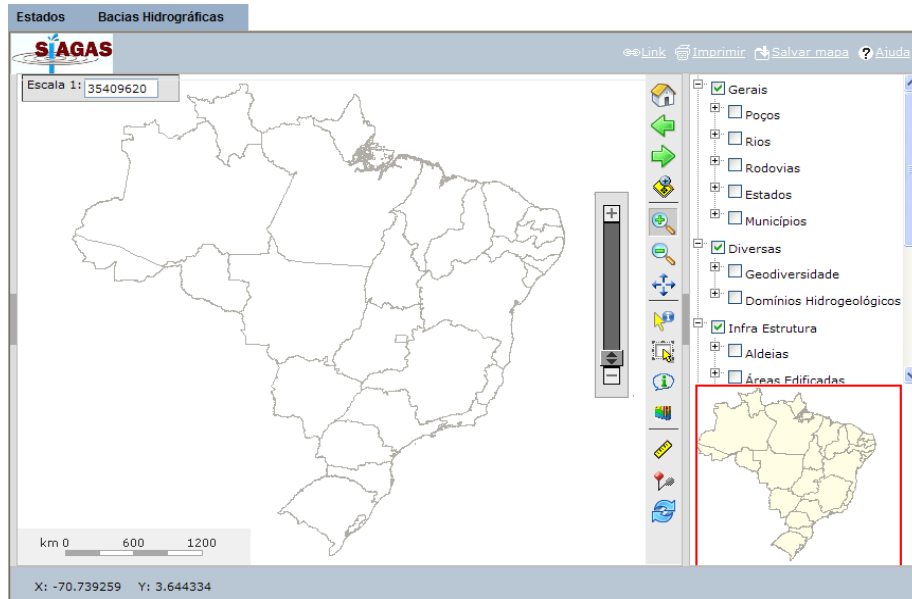 Estados Bacias Hidrográficas
SIAGAS
Link Imprimir Salvar mapa ? Ajuda
Escala 1: 35409620
Gerais
Poços
Rios
Rodovias
Estados
Municípios
Diversas
Geodiversidade
Domínios Hidrogeológicos
Infra Estrutura
Aldeias
Áreas Edificadas
km 0 600 1200
X: -70.739259 Y: 3.644334